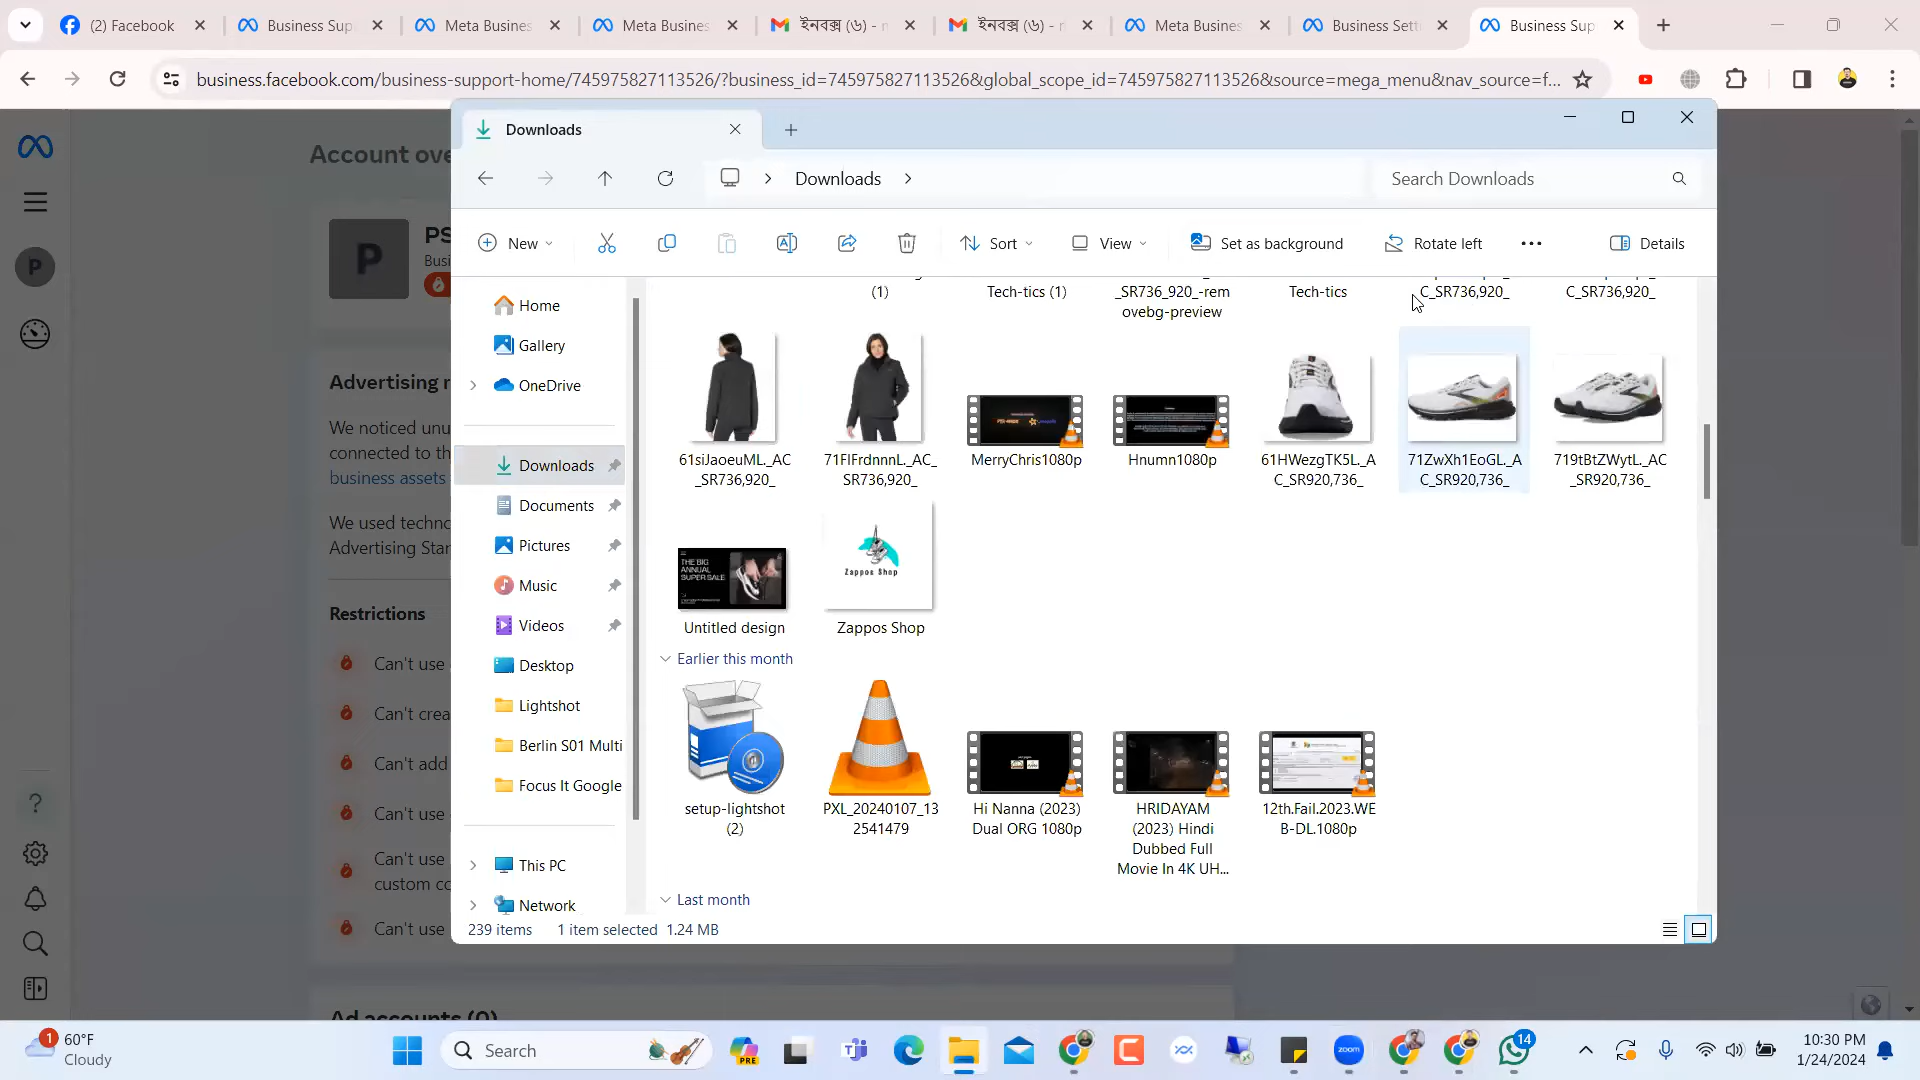 (2) Facebook
Business Sup
Meta Busines
Meta Busines
ইনবক্স (৬) - n
ইনবক্স (৬) - r
Meta Busines
Business Setti
Business Sup
business.facebook.com/business-support-home/745975827113526/?business_id=745975827113526&global_scope_id=745975827113526&source=mega_menu&nav_source=f...
Account ove
P
PS
Busi
P
Advertising r
We noticed unu
connected to th
business assets
We used techno
Advertising Stan
Restrictions
Can't use
Can't crea
Can't add
Can't use
Can't use
custom co
Can't use
Ad accounts (0)
Downloads
Downloads
Search Downloads
New
Sort
View
Set as background
Rotate left
Details
Home
Gallery
OneDrive
Downloads
Documents
Pictures
Music
Videos
Desktop
Lightshot
Berlin S01 Multi
Focus It Google
This PC
Network
(1)
Tech-tics (1)
_SR736_920_-rem
ovebg-preview
Tech-tics
C_SR736,920_
C_SR736,920_
61siJaoeuML._AC
_SR736,920_
71FlFrdnnnL._AC_
SR736,920_
MerryChris1080p
Hnumn1080p
61HWezgTK5L._A
C_SR920,736_
71ZwXh1EoGL._A
C_SR920,736_
719tBtZWytL._AC
_SR920,736_
THE BIG
ANNUAL
SUPER SALE
Untitled design
Zappos Shop
Zappos Shop
Earlier this month
setup-lightshot
(2)
PXL_20240107_13
2541479
Hi Nanna (2023)
Dual ORG 1080p
HRIDAYAM
(2023) Hindi
Dubbed Full
Movie In 4K UH...
12th.Fail.2023.WE
B-DL.1080p
Last month
239 items
1 item selected 1.24 MB
1
60°F
Cloudy
Search
PRE
zoom
14
10:30 PM
1/24/2024